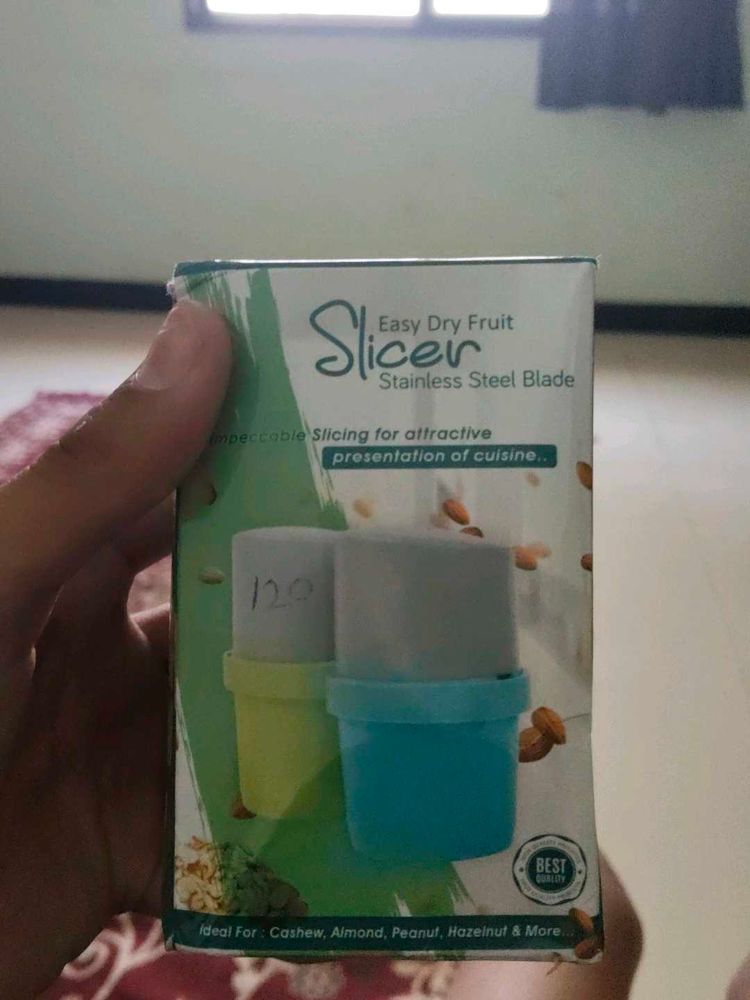 Easy Dry Fruit
Slicer
Stainless Steel Blade
Impeccable Slicing for attractive
presentation of cuisine..
120
BEST
QUALITY
Ideal For : Cashew, Almond, Peanut, Hazelnut & More...